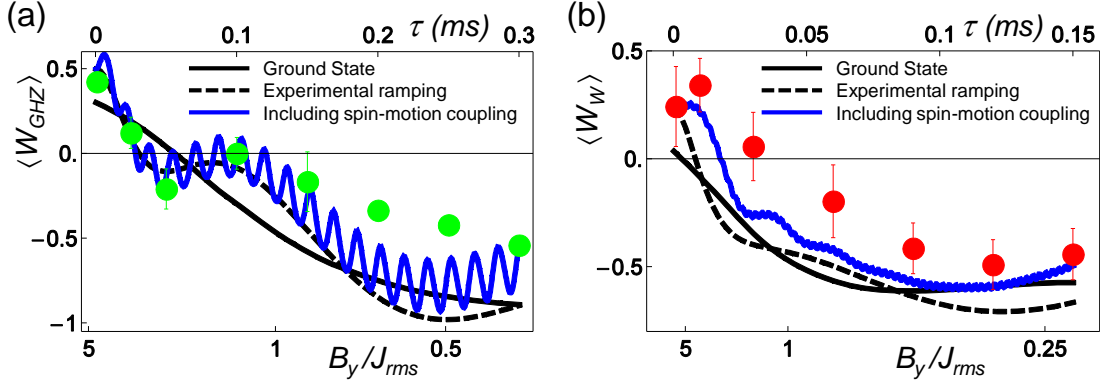 (a)
0 0.1 τ (ms) 0.2 0.3
0.5
0.
−0.5
−1
⟨W_GHZ⟩
Ground State
Experimental ramping
Including spin-motion coupling
5 1 B_y/J_rms 0.5
(b)
0 0.06 τ (ms) 0.1 0.15
0.5
0.
−0.5
⟨W_W⟩
Ground State
Experimental ramping
Including spin-motion coupling
5 1 B_y/J_rms 0.25